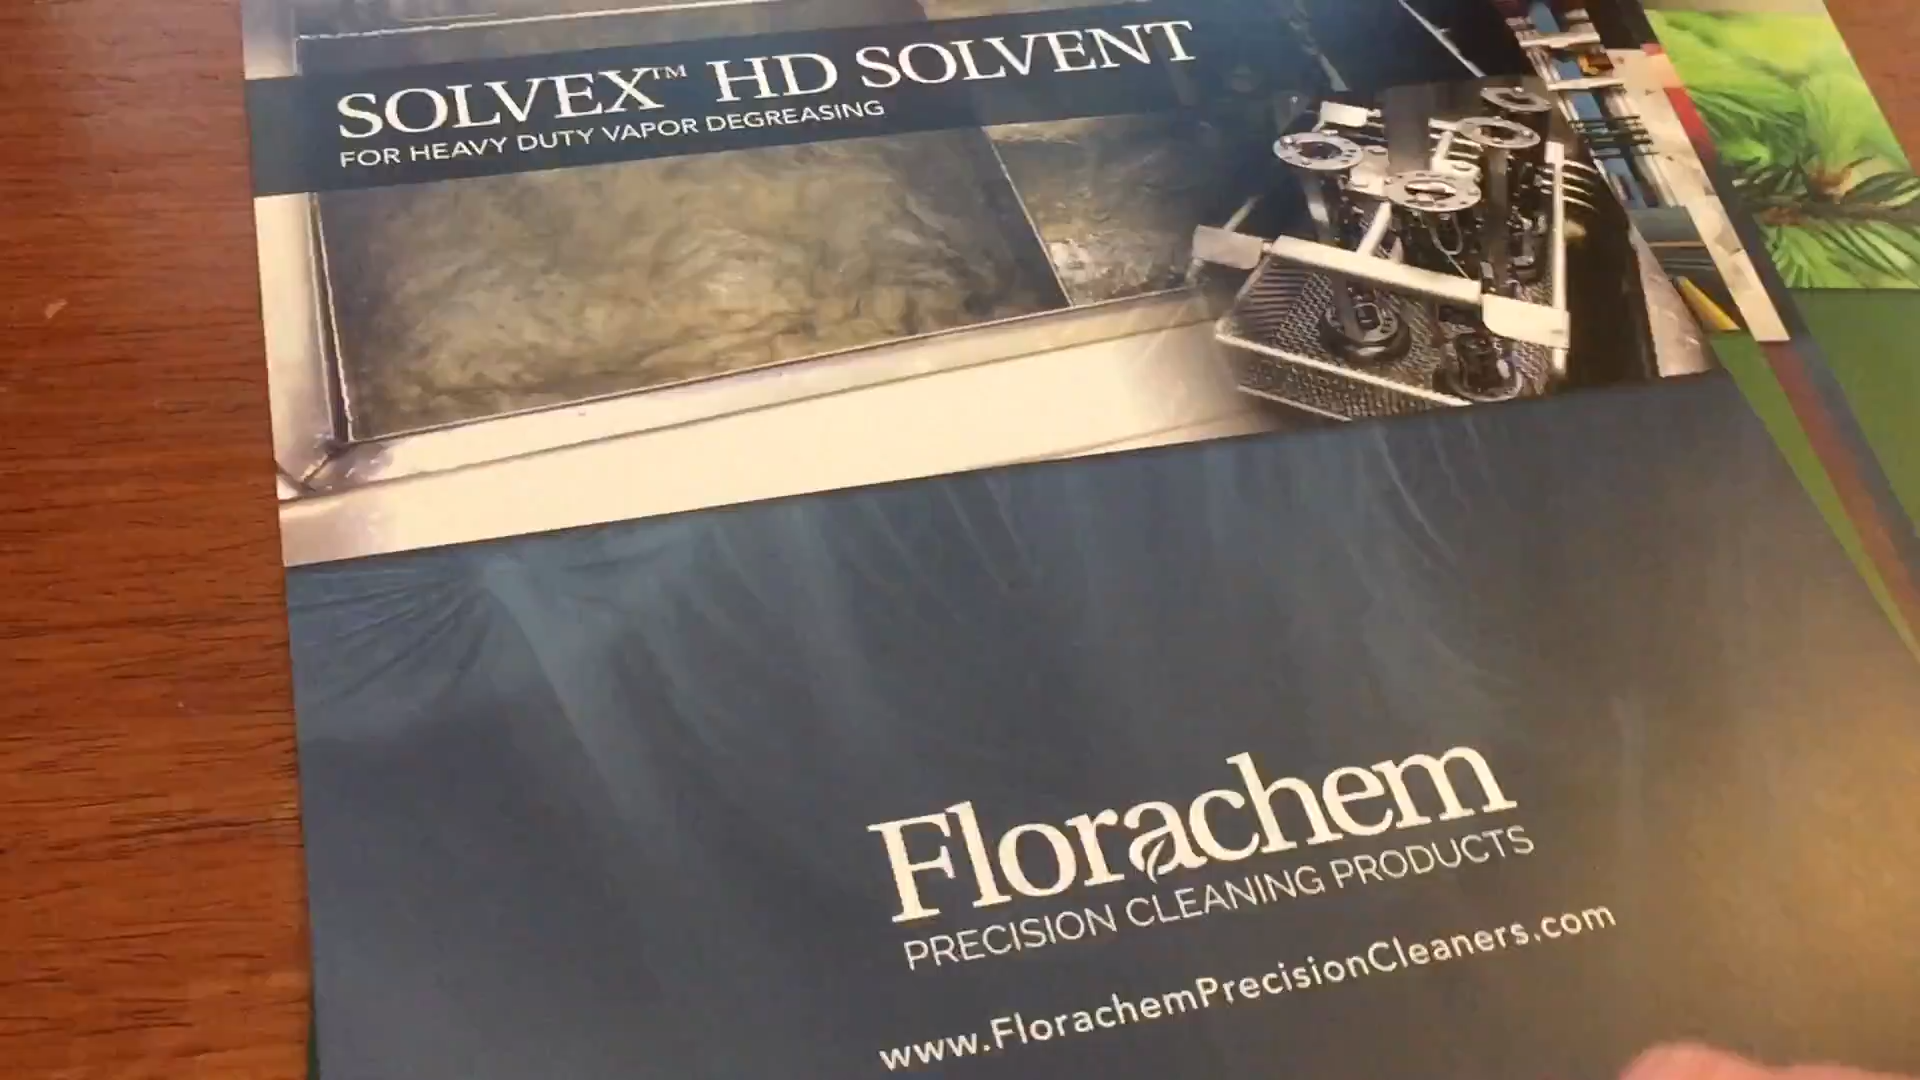 SOLVEX™ HD SOLVENT
FOR HEAVY DUTY VAPOR DEGREASING
Florachem
PRECISION CLEANING PRODUCTS
www.FlorachemPrecisionCleaners.com